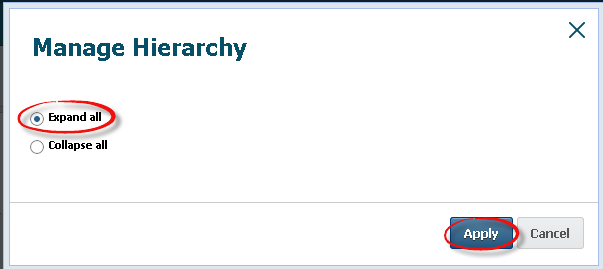 Manage Hierarchy
Expand all
Collapse all
Apply Cancel